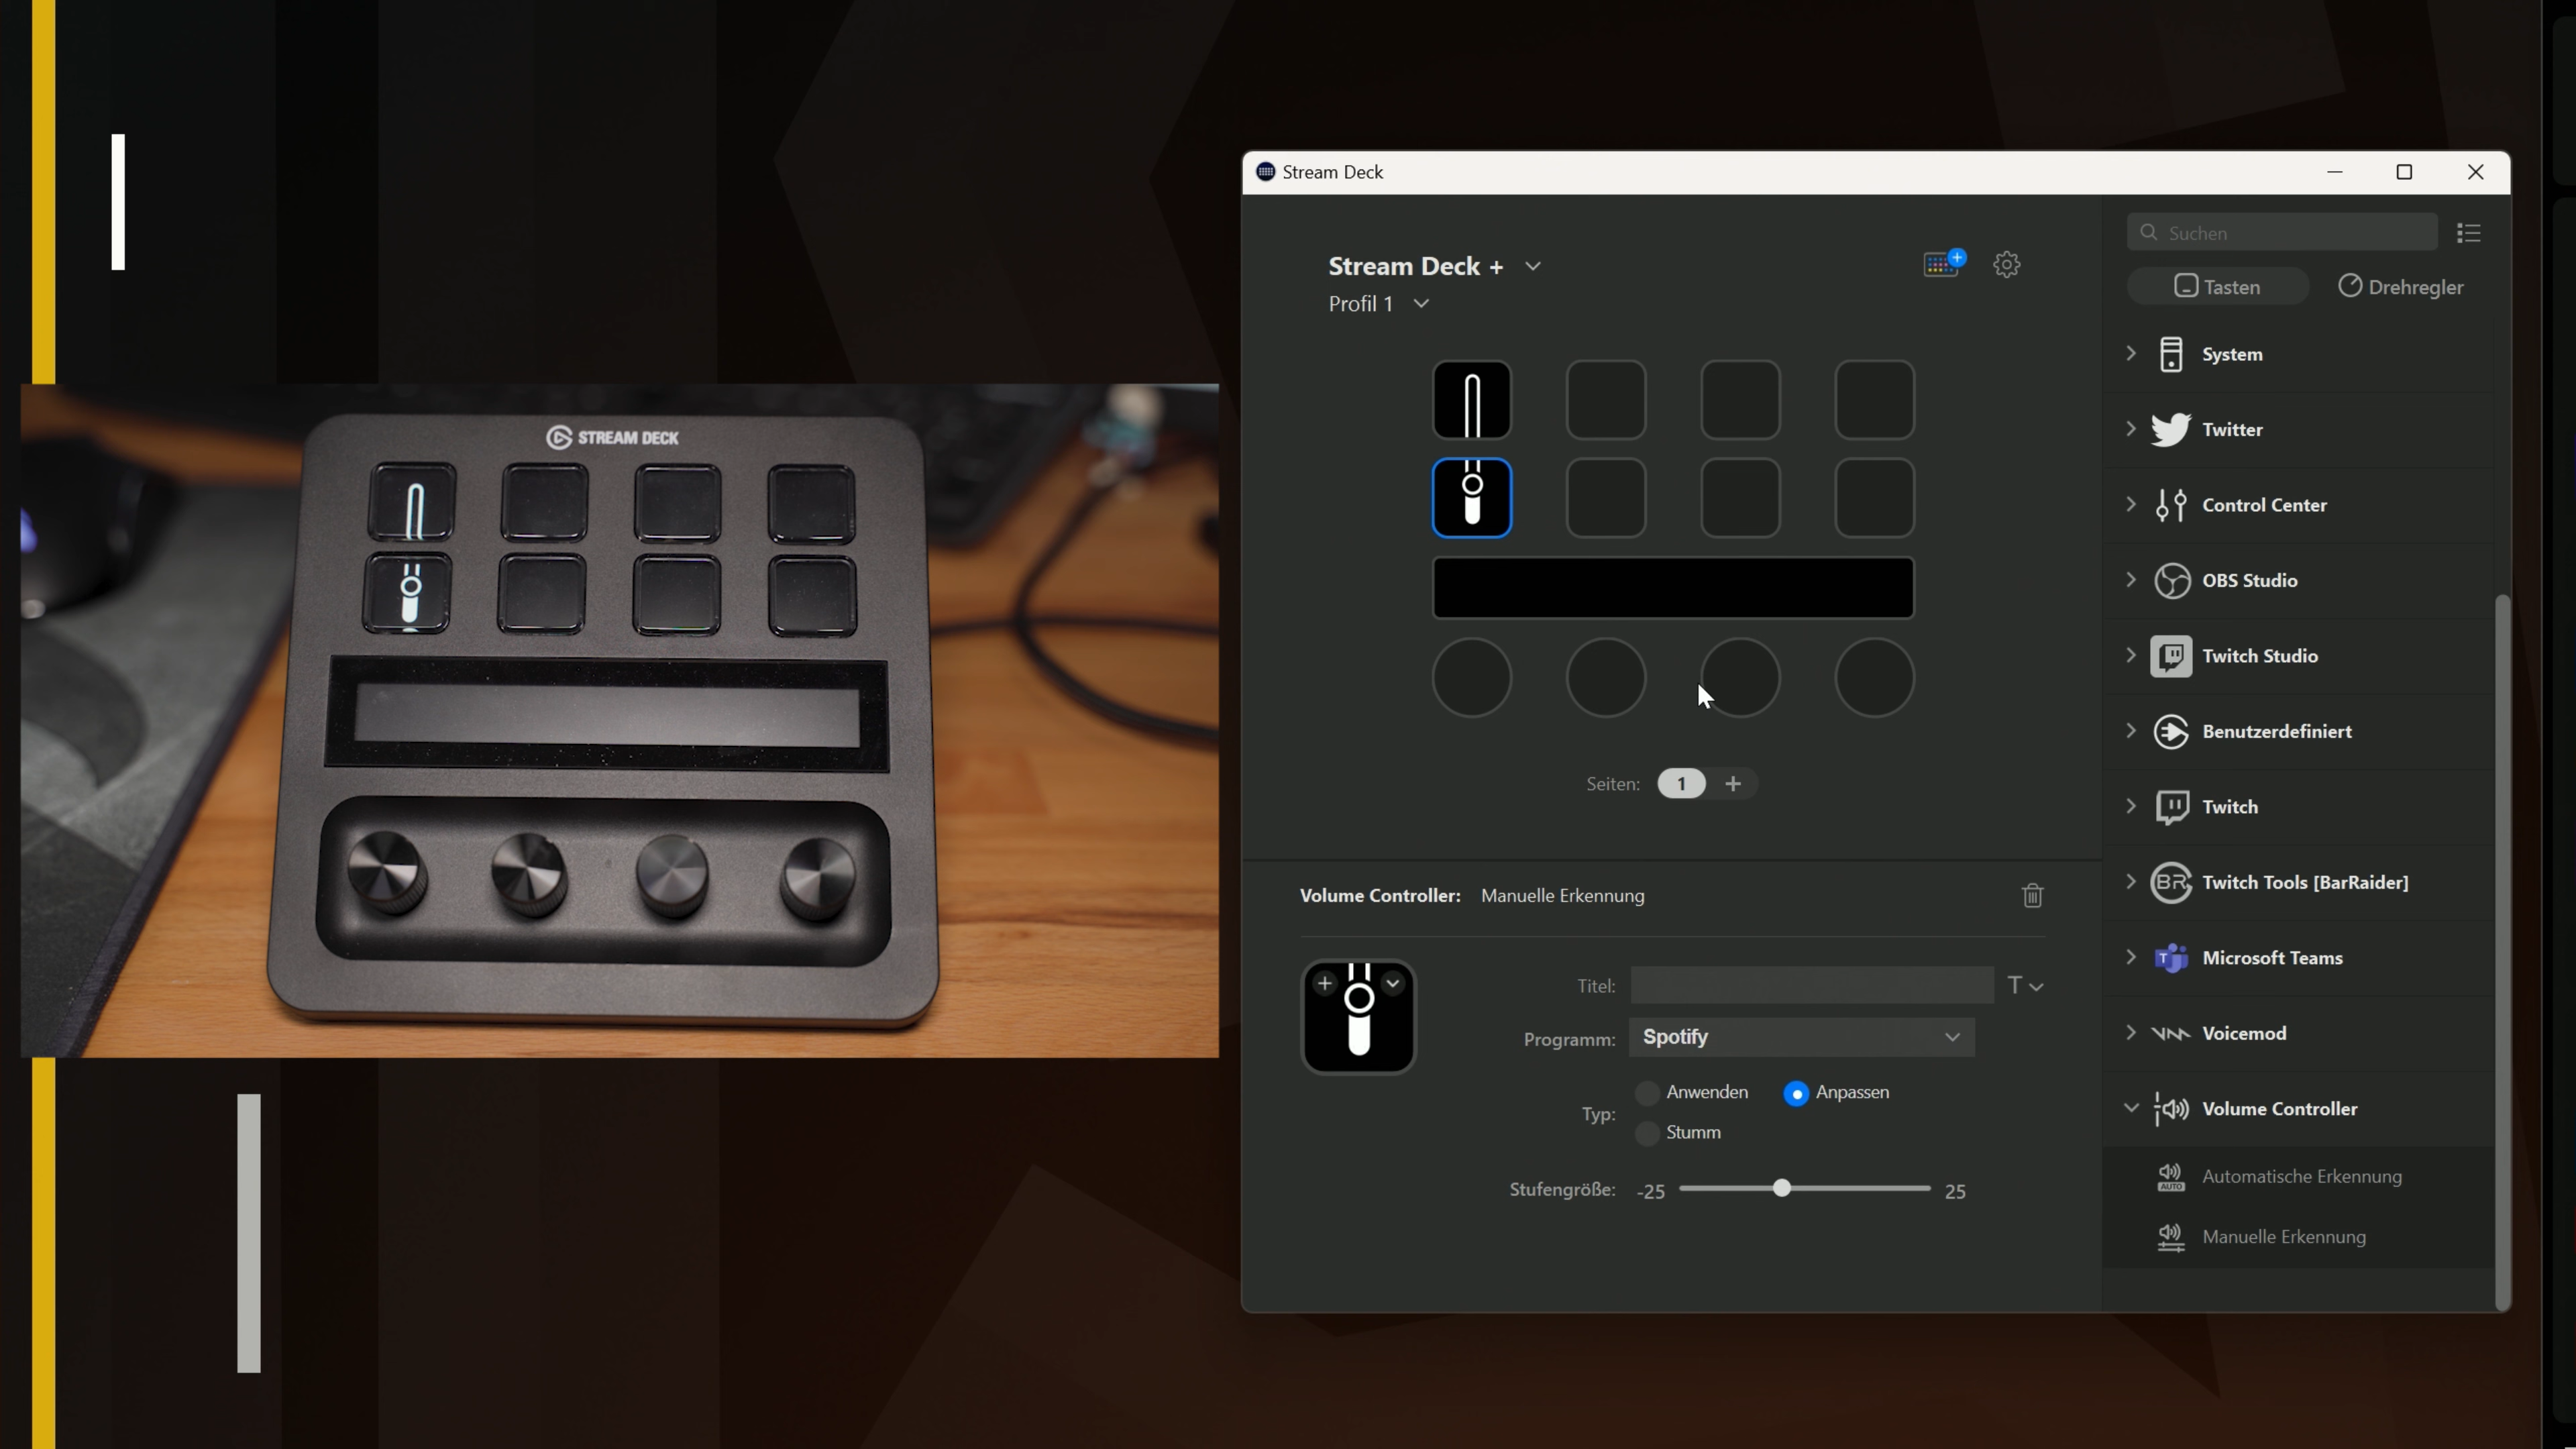 STREAM DECK
Stream Deck
Stream Deck +
Profil 1
Seiten: 1 +
Volume Controller: Manuelle Erkennung
Titel:
T
Programm: Spotify
Typ:
Anwenden
Anpassen
Stumm
Stufengröße: -25 25
Suchen
Tasten
Drehregler
System
Twitter
Control Center
OBS Studio
Twitch Studio
Benutzerdefiniert
Twitch
BR Twitch Tools [BarRaider]
T Microsoft Teams
Voicemod
Volume Controller
AUTO
Automatische Erkennung
Manuelle Erkennung